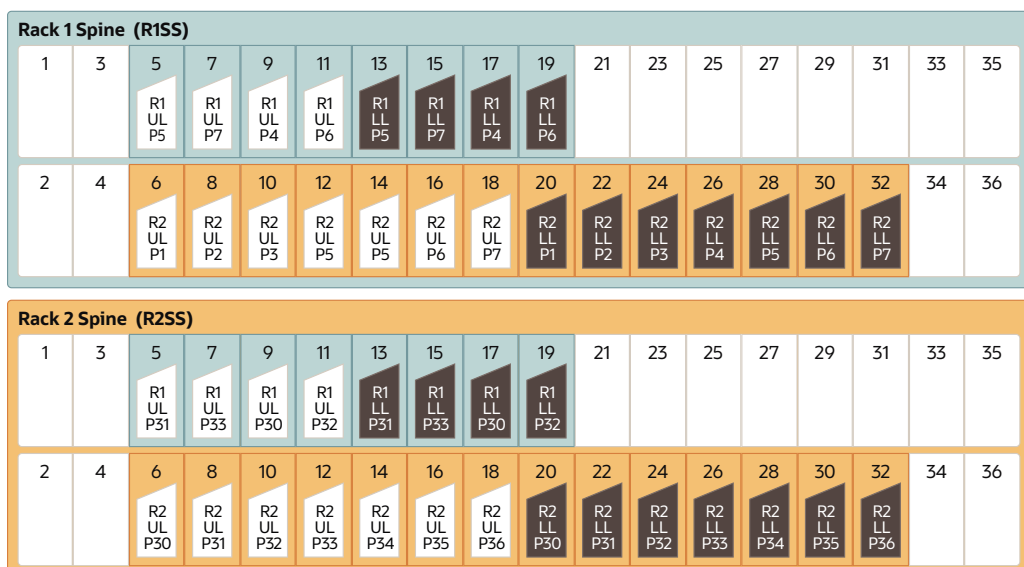 Rack 1 Spine (R1SS)
1 3 5 7 9 11 13 15 17 19 21 23 25 27 29 31 33 35
R1 R1 R1 R1 R1 R1 R1 R1
UL UL UL UL LL LL LL LL
P5 P7 P4 P6 P5 P7 P4 P6
2 4 6 8 10 12 14 16 18 20 22 24 26 28 30 32 34 36
R2 R2 R2 R2 R2 R2 R2 R2 R2 R2 R2 R2 R2 R2
UL UL UL UL UL UL UL LL LL LL LL LL LL LL
P1 P2 P3 P5 P5 P6 P7 P1 P2 P3 P4 P5 P6 P7
Rack 2 Spine (R2SS)
1 3 5 7 9 11 13 15 17 19 21 23 25 27 29 31 33 35
R1 R1 R1 R1 R1 R1 R1 R1
UL UL UL UL LL LL LL LL
P31 P33 P30 P32 P31 P33 P30 P32
2 4 6 8 10 12 14 16 18 20 22 24 26 28 30 32 34 36
R2 R2 R2 R2 R2 R2 R2 R2 R2 R2 R2 R2 R2 R2
UL UL UL UL UL UL UL LL LL LL LL LL LL LL
P30 P31 P32 P33 P34 P35 P36 P30 P31 P32 P33 P34 P35 P36